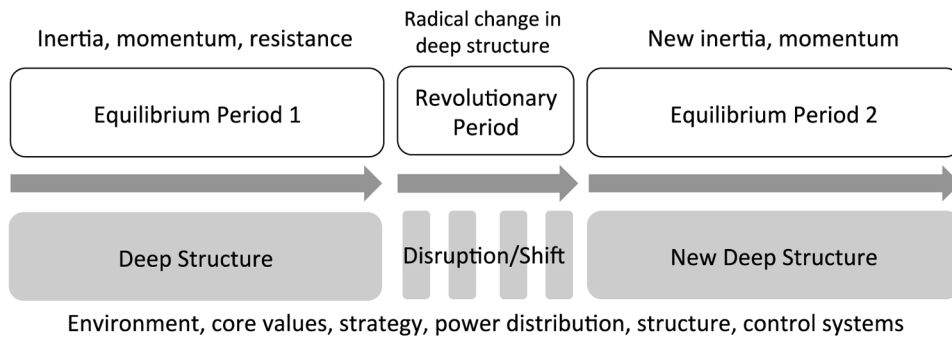 Inertia, momentum, resistance
Radical change in
deep structure
New inertia, momentum
Equilibrium Period 1
Revolutionary
Period
Equilibrium Period 2
Deep Structure
Disruption/Shift
New Deep Structure
Environment, core values, strategy, power distribution, structure, control systems